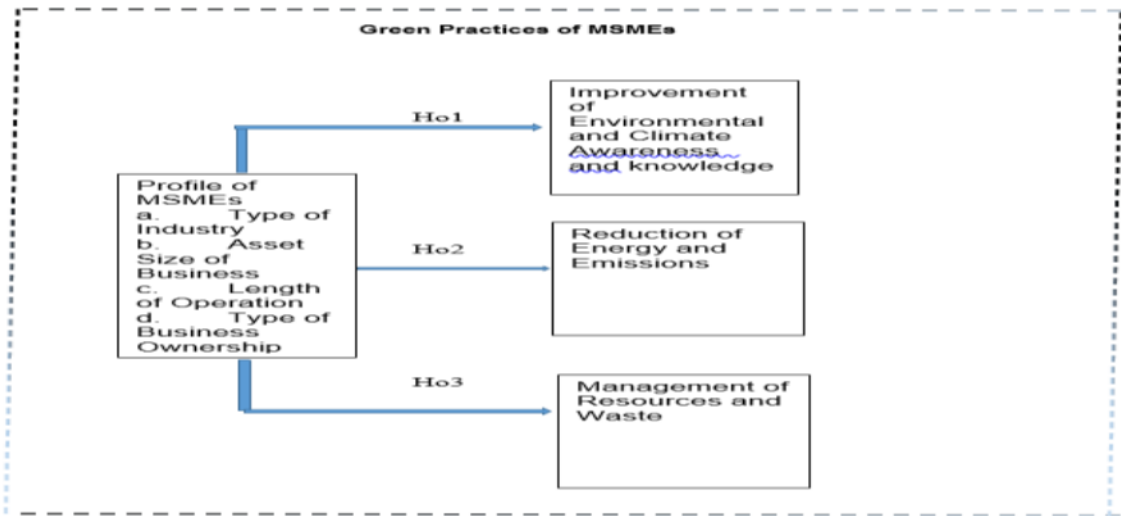 Green Practices of MSMEs
Ho1
Improvement
of
Environmental
and Climate
Awareness
and knowledge
Profile of
MSMEs
a. Type of
Industry
b. Asset
Size of
Business
c. Length
of Operation
d. Type of
Business
Ownership
Ho2
Reduction of
Energy and
Emissions
Ho3
Management of
Resources and
Waste